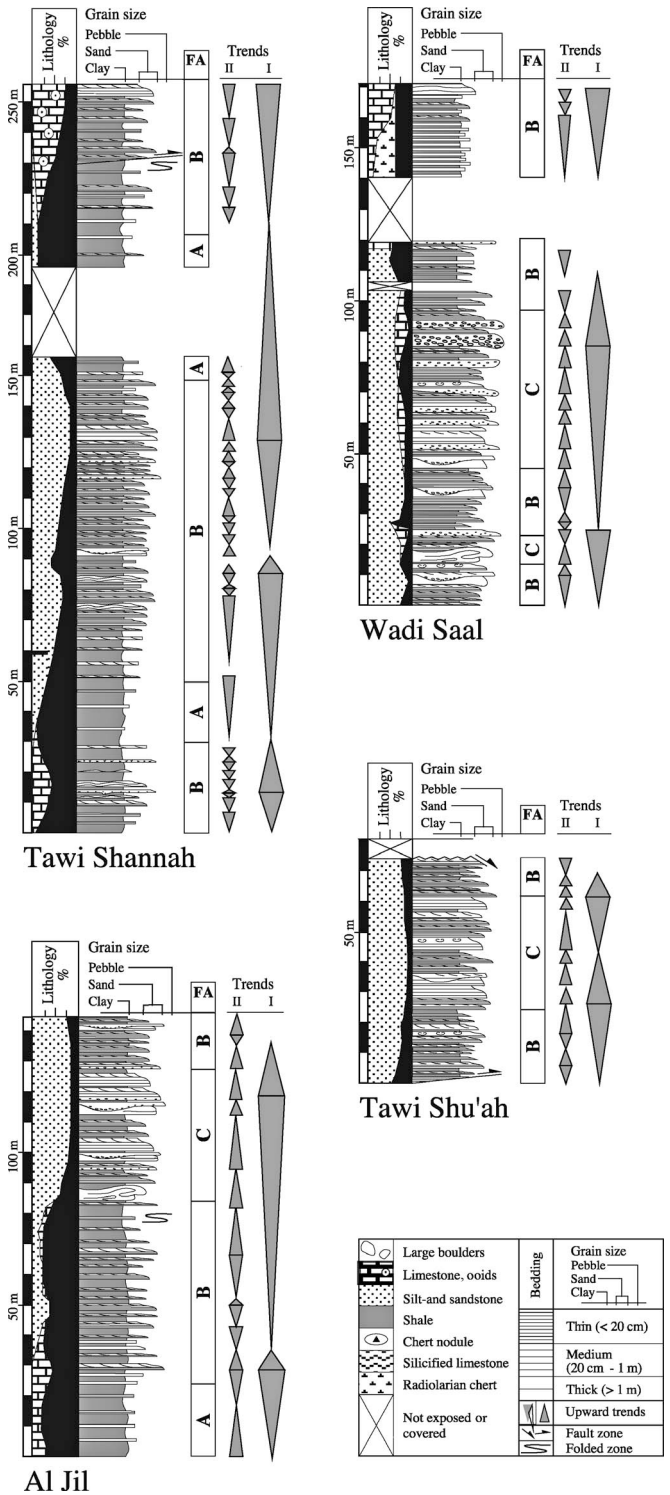 Grain size
Pebble
Sand
Clay
Lithology
%
FA
Trends
II I
250 m
200 m
150 m
100 m
50 m
B
A
A
B
A
B
Tawi Shannah
Grain size
Pebble
Sand
Clay
Lithology
%
FA
Trends
II I
150 m
100 m
50 m
B
B
C
B
C
B
Wadi Saal
Grain size
Pebble
Sand
Clay
Lithology
%
FA
Trends
II I
50 m
B
C
B
Tawi Shu'ah
Grain size
Pebble
Sand
Clay
Lithology
%
FA
Trends
II I
100 m
50 m
B
C
B
A
Al Jil
Large boulders
Limestone, ooids
Silt-and sandstone
Shale
Chert nodule
Silicified limestone
Radiolarian chert
Not exposed or
covered
Bedding
Grain size
Pebble
Sand
Clay
Thin (< 20 cm)
Medium
(20 cm - 1 m)
Thick (> 1 m)
Upward trends
Fault zone
Folded zone